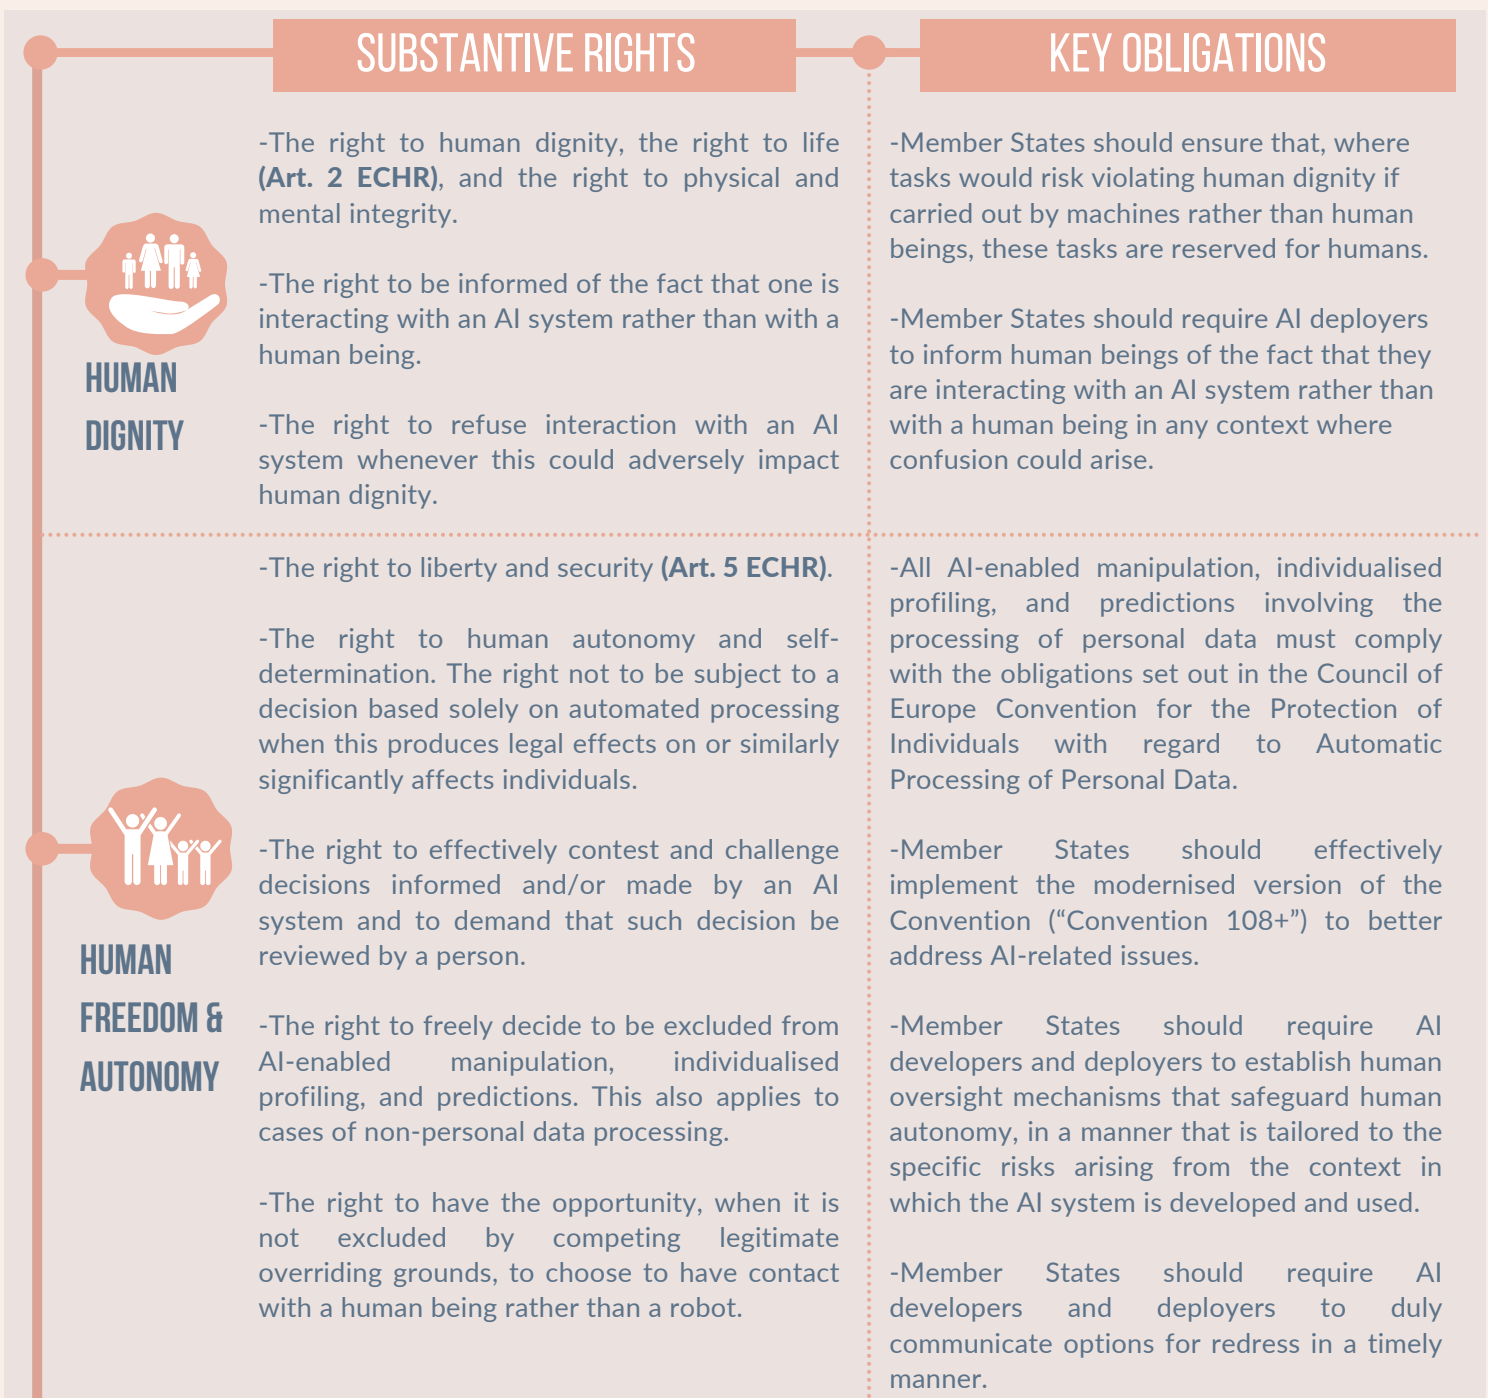 SUBSTANTIVE RIGHTS
KEY OBLIGATIONS
HUMAN
DIGNITY
-The right to human dignity, the right to life
(Art. 2 ECHR), and the right to physical and
mental integrity.
-The right to be informed of the fact that one is
interacting with an AI system rather than with a
human being.
-The right to refuse interaction with an AI
system whenever this could adversely impact
human dignity.
-Member States should ensure that, where
tasks would risk violating human dignity if
carried out by machines rather than human
beings, these tasks are reserved for humans.
-Member States should require AI deployers
to inform human beings of the fact that they
are interacting with an AI system rather than
with a human being in any context where
confusion could arise.
HUMAN
FREEDOM &
AUTONOMY
-The right to liberty and security (Art. 5 ECHR).
-The right to human autonomy and self-
determination. The right not to be subject to a
decision based solely on automated processing
when this produces legal effects on or similarly
significantly affects individuals.
-The right to effectively contest and challenge
decisions informed and/or made by an AI
system and to demand that such decision be
reviewed by a person.
-The right to freely decide to be excluded from
AI-enabled manipulation, individualised
profiling, and predictions. This also applies to
cases of non-personal data processing.
-The right to have the opportunity, when it is
not excluded by competing legitimate
overriding grounds, to choose to have contact
with a human being rather than a robot.
-All AI-enabled manipulation, individualised
profiling, and predictions involving the
processing of personal data must comply
with the obligations set out in the Council of
Europe Convention for the Protection of
Individuals with regard to Automatic
Processing of Personal Data.
-Member States should effectively
implement the modernised version of the
Convention (“Convention 108+”) to better
address AI-related issues.
-Member States should require AI
developers and deployers to establish human
oversight mechanisms that safeguard human
autonomy, in a manner that is tailored to the
specific risks arising from the context in
which the AI system is developed and used.
-Member States should require AI
developers and deployers to duly
communicate options for redress in a timely
manner.